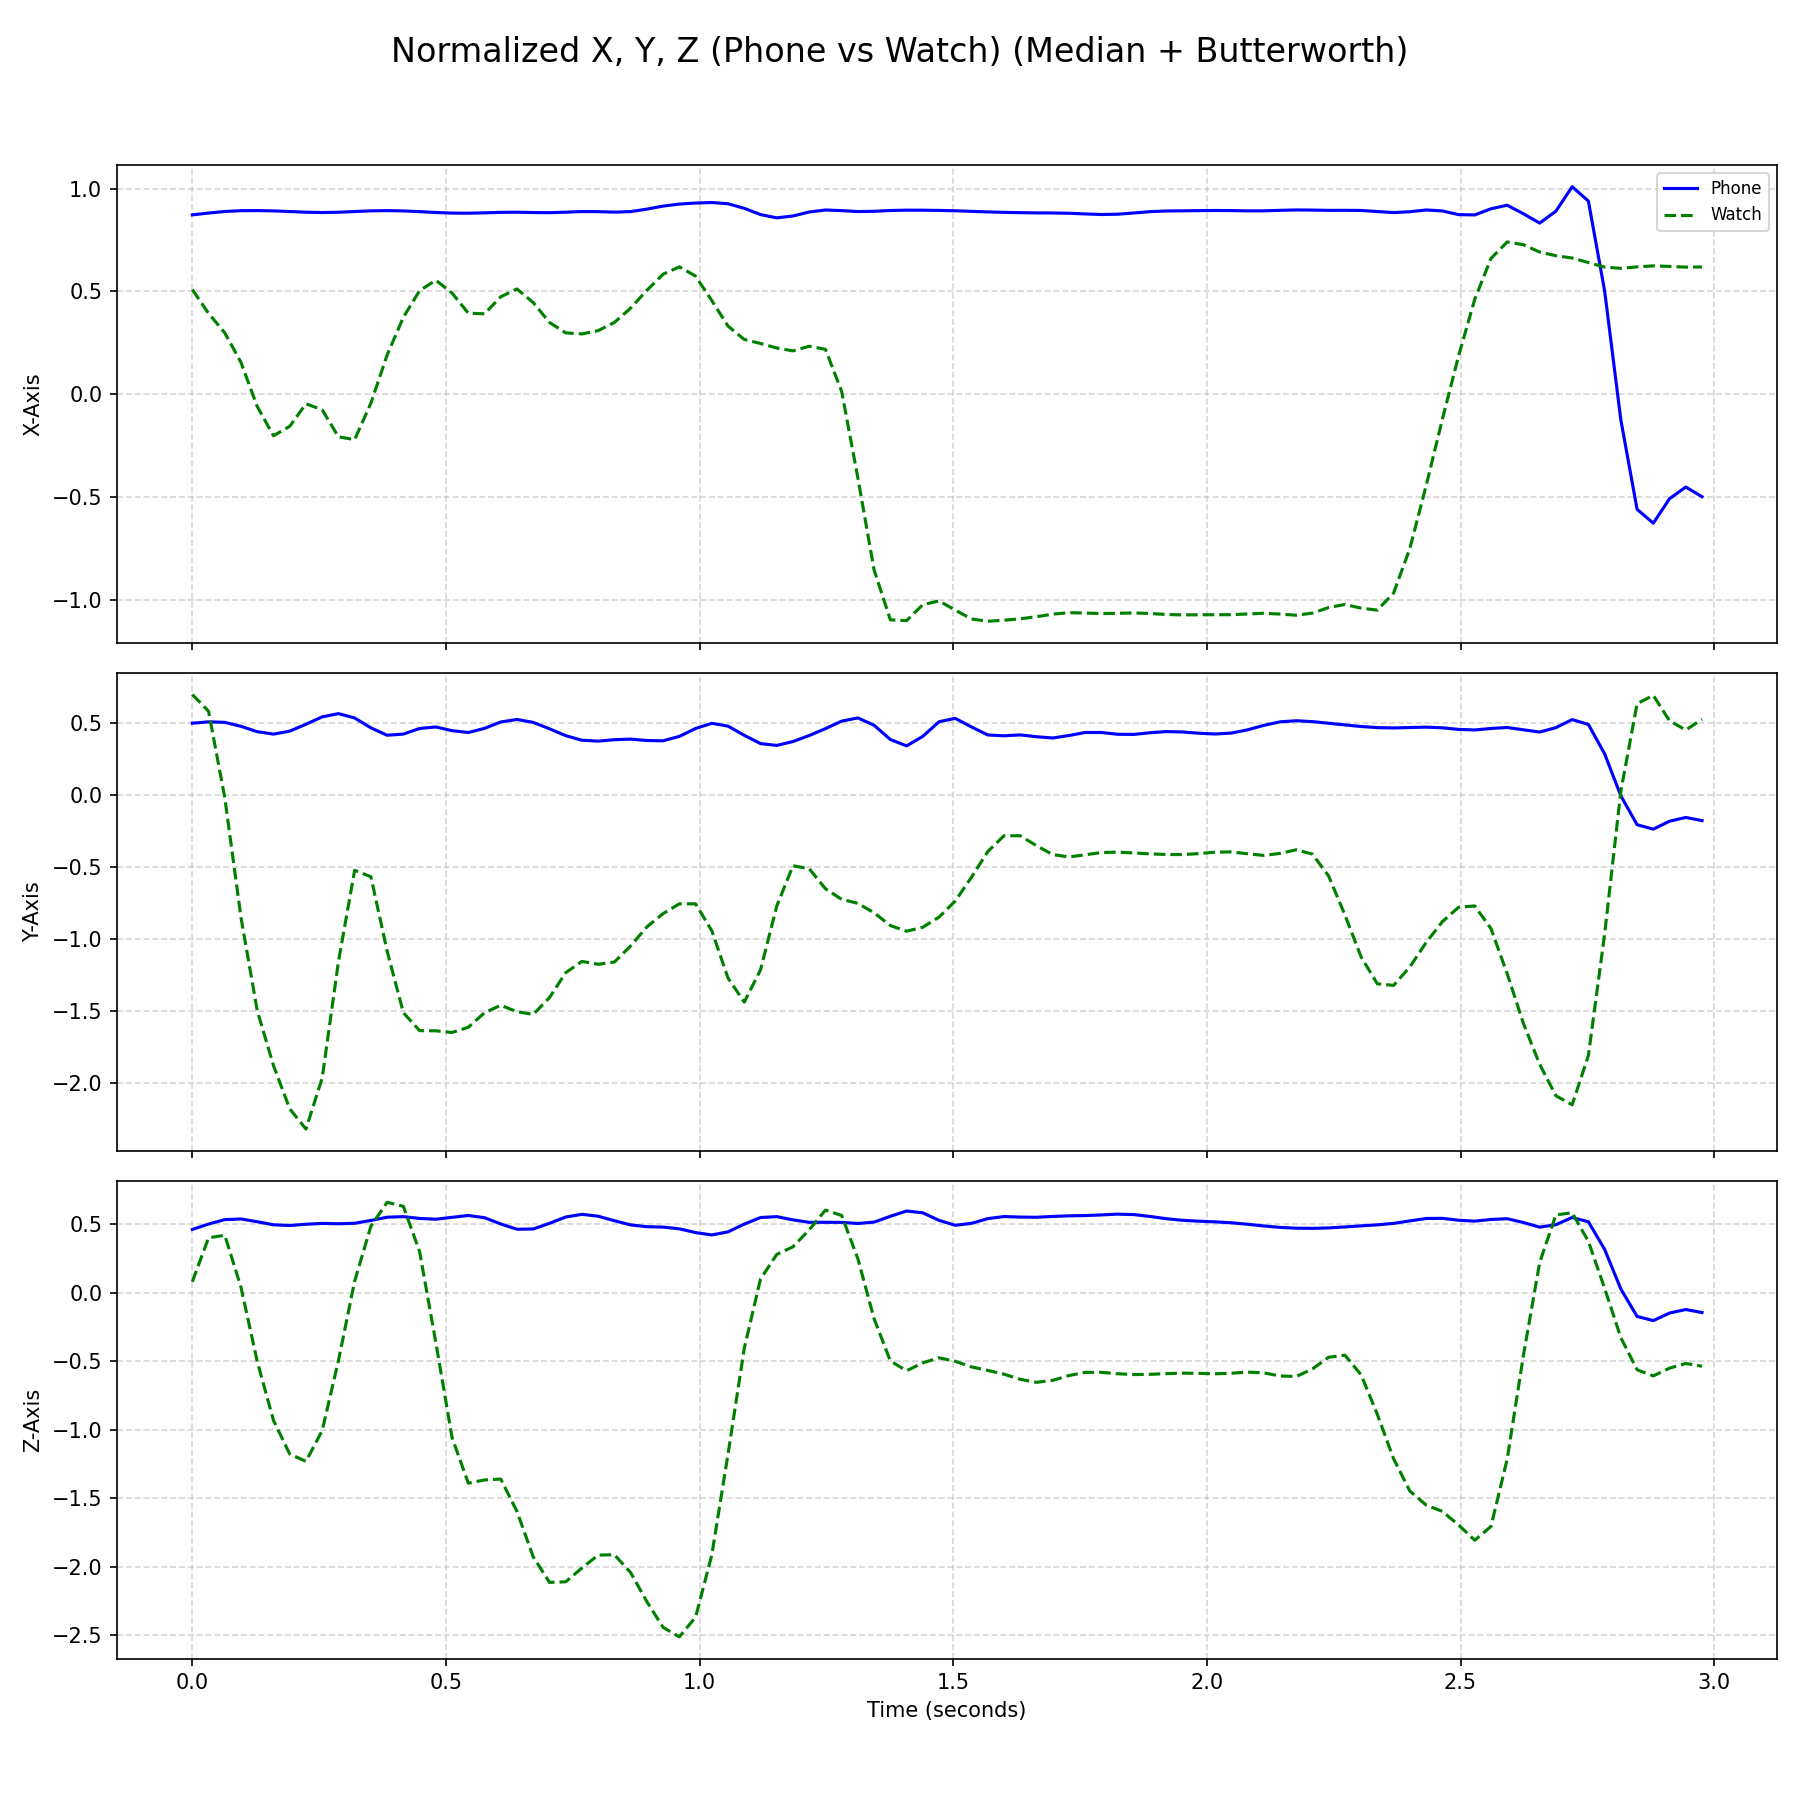 Normalized X, Y, Z (Phone vs Watch) (Median + Butterworth)
Phone
Watch
1.0
0.5
0.0
−0.5
−1.0
X-Axis
0.5
0.0
−0.5
−1.0
−1.5
−2.0
Y-Axis
0.5
0.0
−0.5
−1.0
−1.5
−2.0
−2.5
Z-Axis
0.0 0.5 1.0 1.5 2.0 2.5 3.0
Time (seconds)